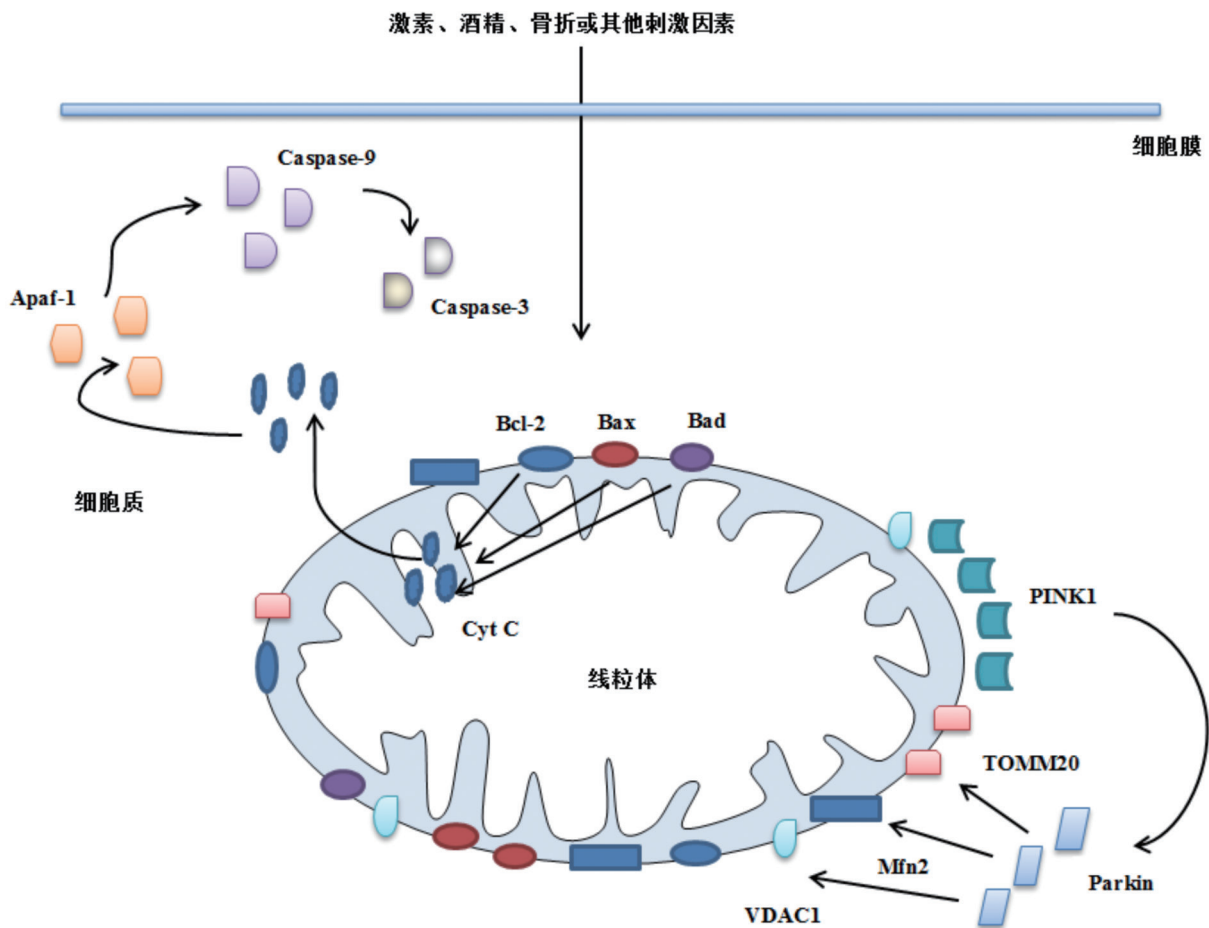 激素、酒精、骨折或其他刺激因素
细胞膜
Caspase-9
Apaf-1
Caspase-3
Bcl-2
Bax
Bad
细胞质
PINK1
Cyt C
线粒体
TOMM20
Mfn2
Parkin
VDAC1